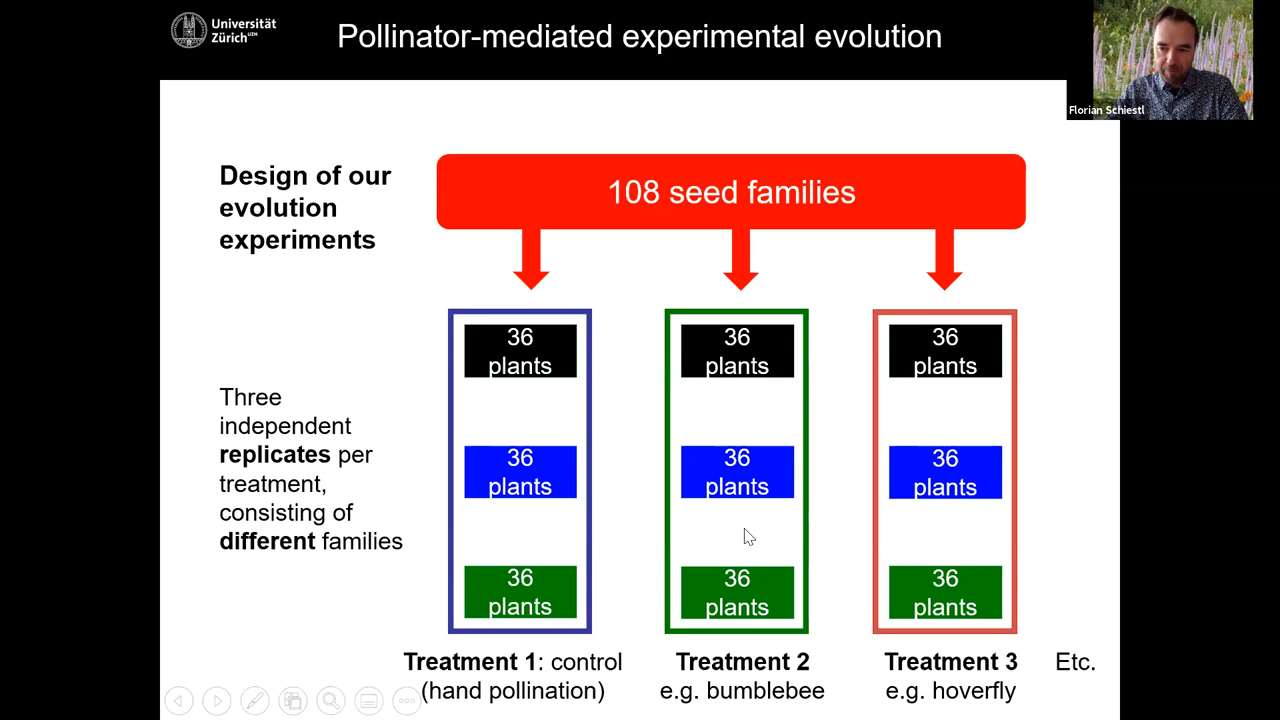 Universität
Zürich UZH
Pollinator-mediated experimental evolution
Florian Schiestl
Design of our
evolution
experiments
108 seed families
36
plants
36
plants
36
plants
Three
independent
replicates per
treatment,
consisting of
different families
36
plants
36
plants
36
plants
36
plants
36
plants
36
plants
Treatment 1: control
(hand pollination)
Treatment 2
e.g. bumblebee
Treatment 3
e.g. hoverfly
Etc.